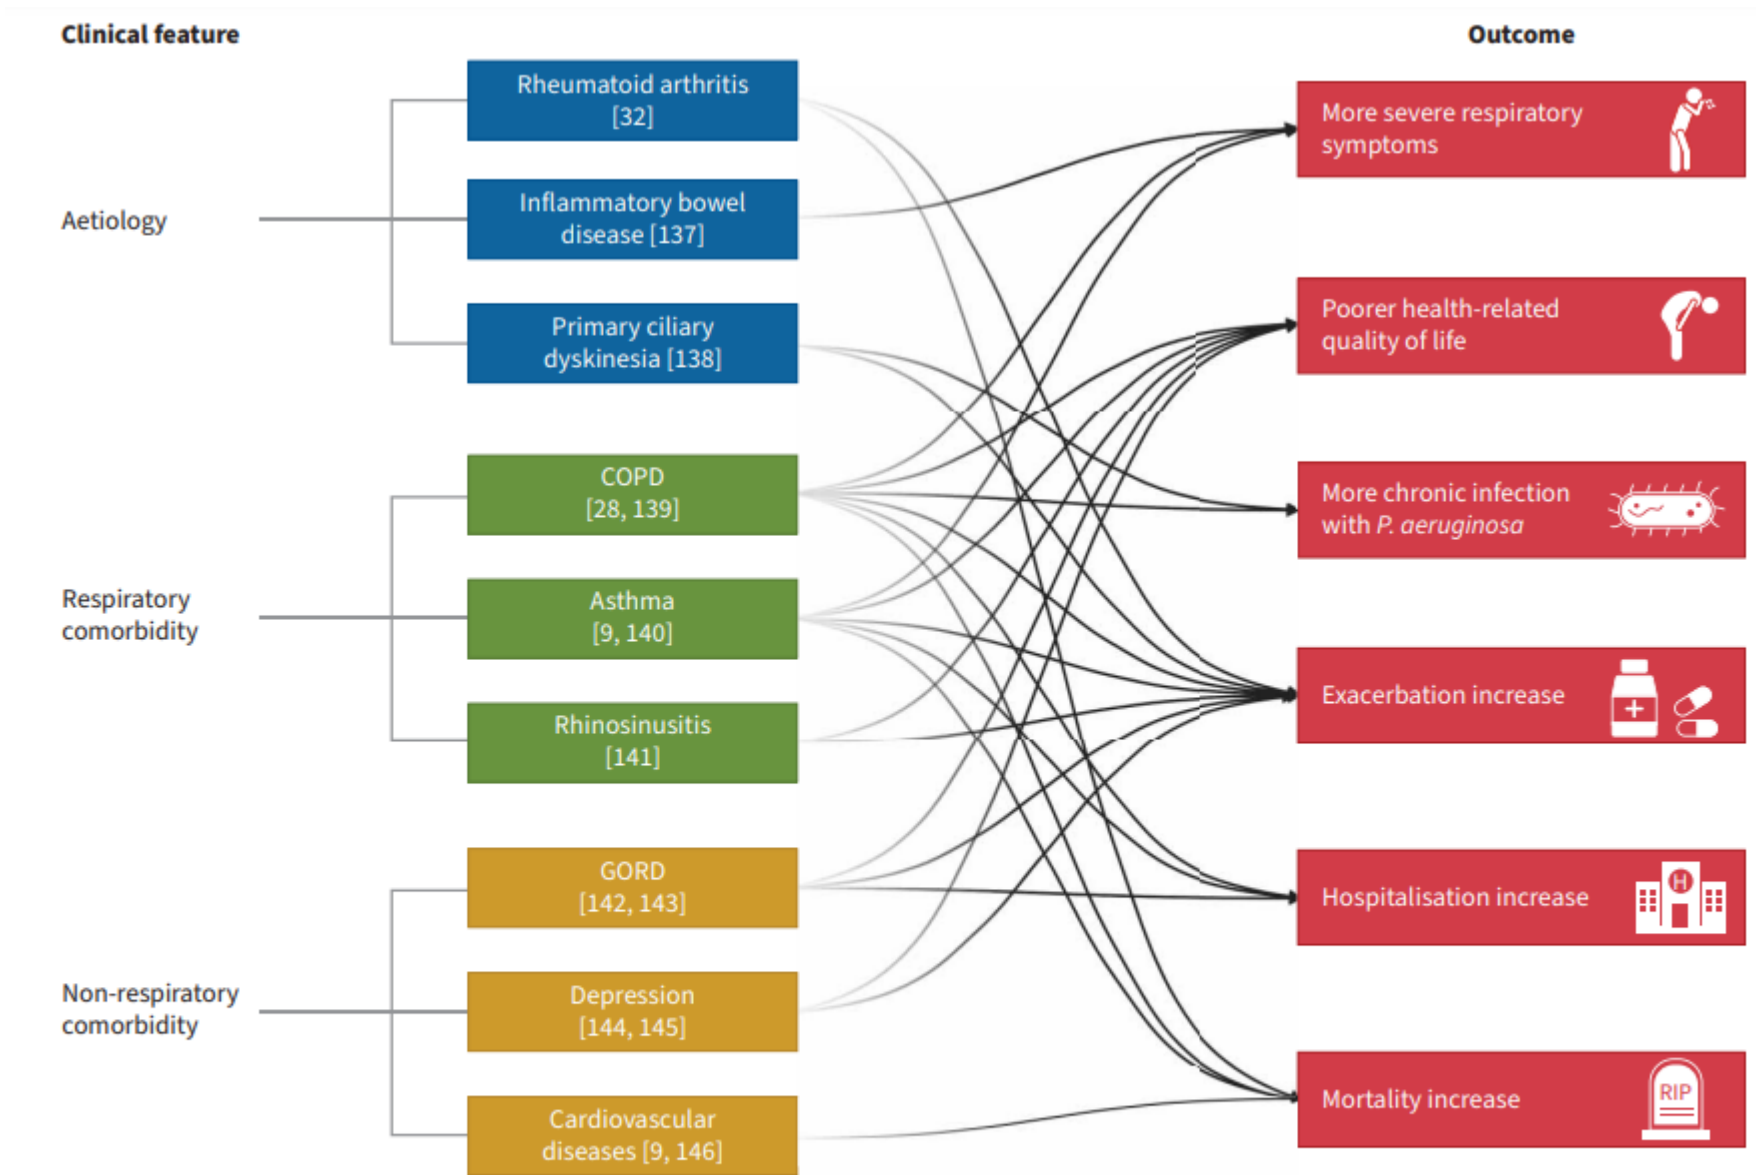 Clinical feature
Outcome
Rheumatoid arthritis
[32]
More severe respiratory
symptoms
Aetiology
Inflammatory bowel
disease [137]
Primary ciliary
dyskinesia [138]
Poorer health-related
quality of life
COPD
[28, 139]
More chronic infection
with P. aeruginosa
Respiratory
comorbidity
Asthma
[9, 140]
Rhinosinusitis
[141]
Exacerbation increase
GORD
[142, 143]
Hospitalisation increase
H
Non-respiratory
comorbidity
Depression
[144, 145]
Cardiovascular
diseases [9, 146]
Mortality increase
RIP